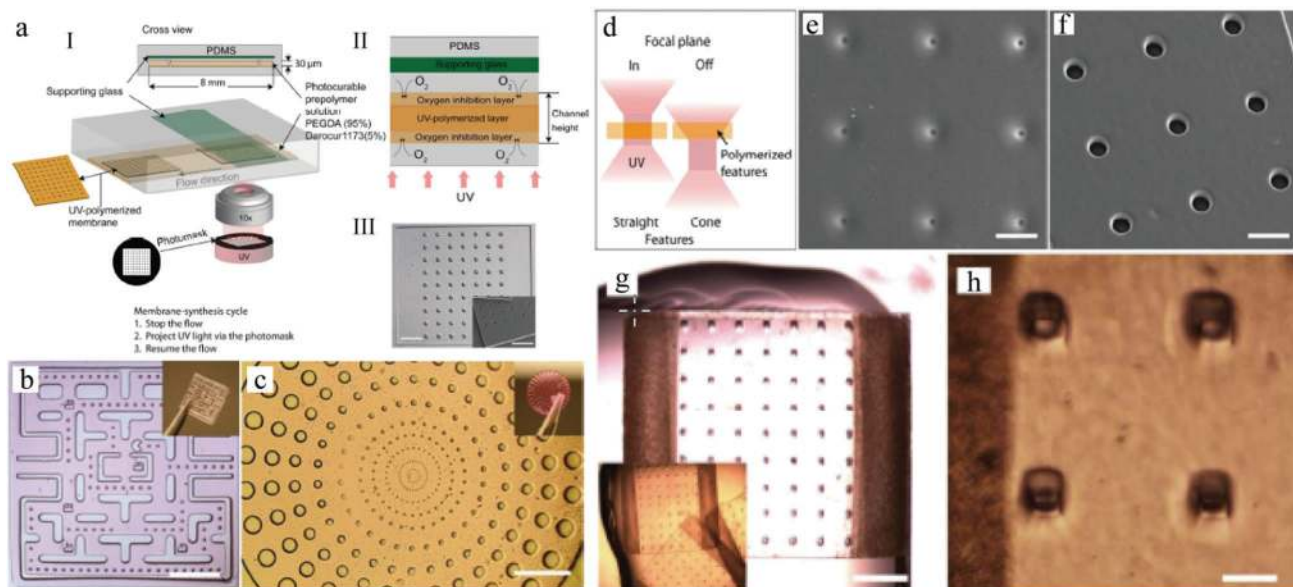 a
I
Cross view
PDMS
30 µm
8 mm
Supporting glass
Photocurable
prepolymer
solution
PEGDA (95%)
Darocur1173(5%)
Flow direction
UV-polymerized
membrane
10x
Photumask
UV
Membrane-synthesis cycle
1. Stop the flow
2. Project UV light via the photomask
3. Resume the flow
II
PDMS
Supporting glass
O2
O2
Oxygen inhibition layer
UV-polymerized layer
Oxygen inhibition layer
Channel
height
O2
O2
UV
III
b
c
d
Focal plane
In
Off
UV
Polymerized
features
Straight
Cone
Features
e
f
g
h